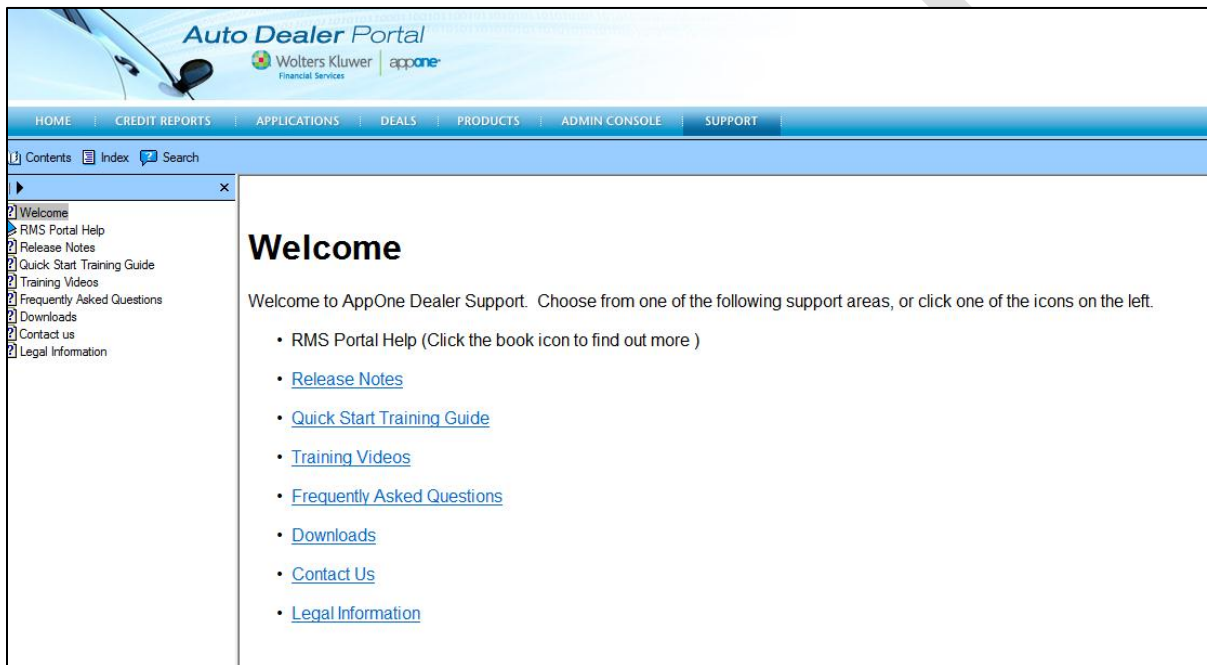 Auto Dealer Portal
Wolters Kluwer appone
Financial Services
HOME CREDIT REPORTS APPLICATIONS DEALS PRODUCTS ADMIN CONSOLE SUPPORT
Contents Index Search
Welcome
RMS Portal Help
Release Notes
Quick Start Training Guide
Training Videos
Frequently Asked Questions
Downloads
Contact us
Legal Information
Welcome
Welcome to AppOne Dealer Support. Choose from one of the following support areas, or click one of the icons on the left.
• RMS Portal Help (Click the book icon to find out more )
• Release Notes
• Quick Start Training Guide
• Training Videos
• Frequently Asked Questions
• Downloads
• Contact Us
• Legal Information